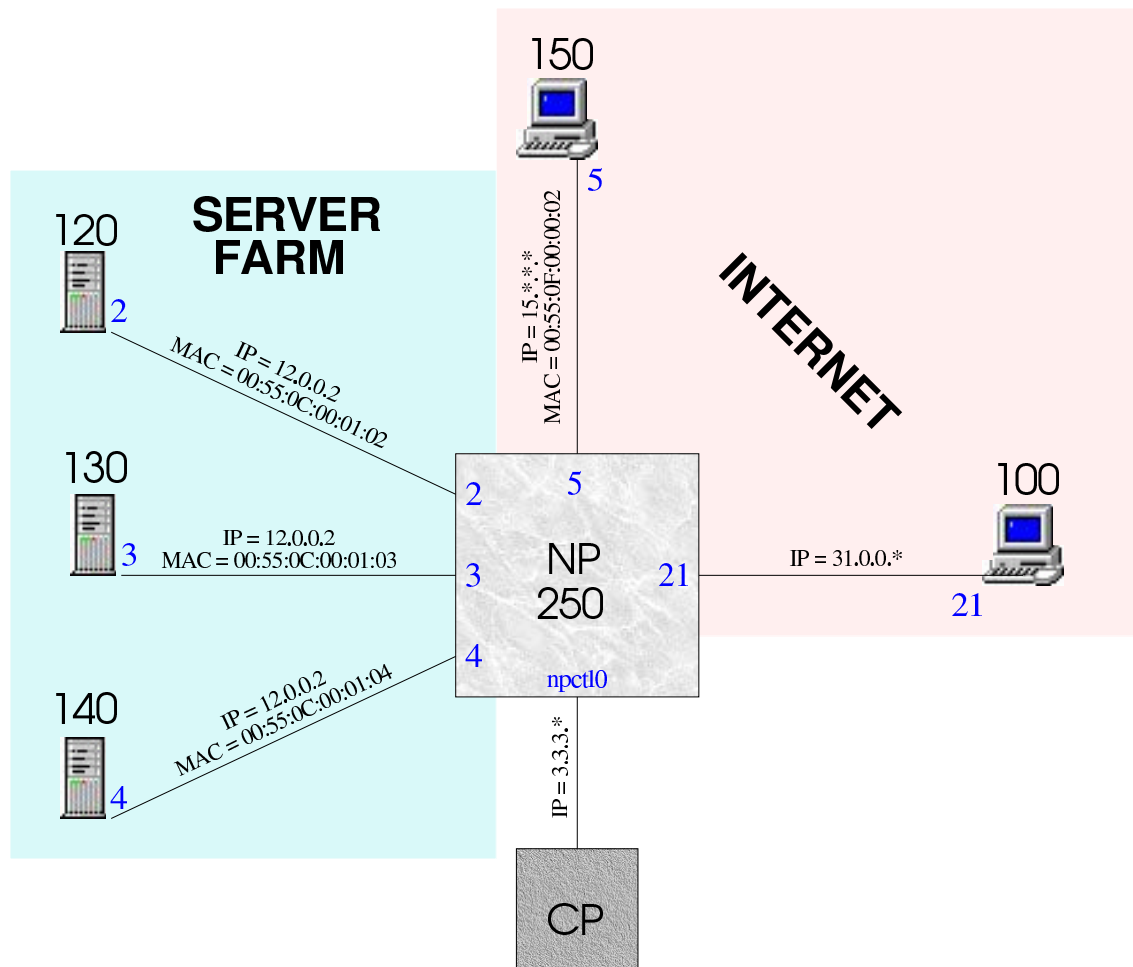 150
5
IP = 15.*.*.*
MAC = 00:55:0F:00:00:02
SERVER
FARM
120
2
IP = 12.0.0.2
MAC = 00:55:0C:00:01:02
INTERNET
130
3
IP = 12.0.0.2
MAC = 00:55:0C:00:01:03
2
5
3
NP
250
21
4
npctl0
100
IP = 31.0.0.*
21
140
4
IP = 12.0.0.2
MAC = 00:55:0C:00:01:04
IP = 3.3.3.*
CP